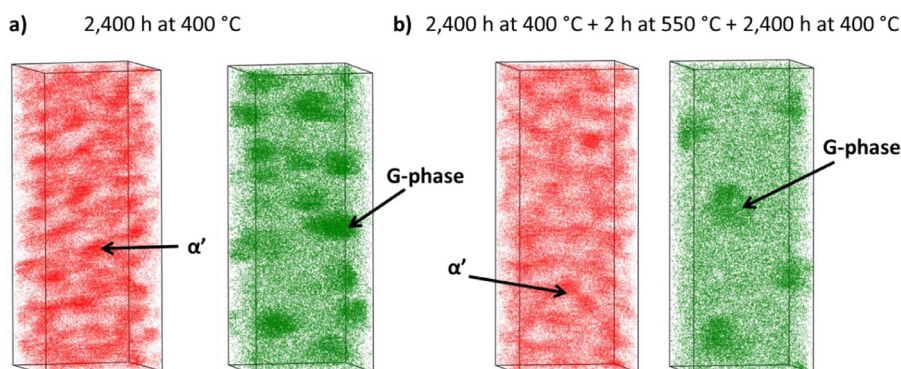 a) 2,400 h at 400 °C
b) 2,400 h at 400 °C + 2 h at 550 °C + 2,400 h at 400 °C
G-phase
α’
G-phase
α’